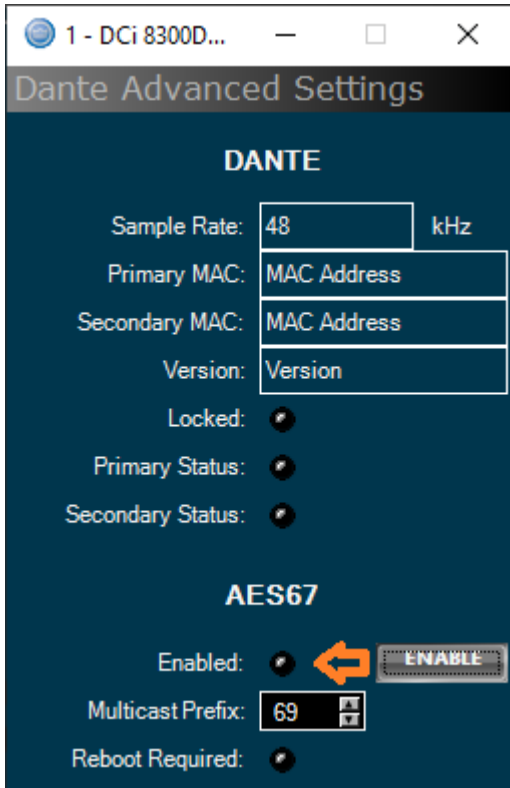 1 - DCi 8300D...
Dante Advanced Settings
DANTE
Sample Rate: 48 kHz
Primary MAC: MAC Address
Secondary MAC: MAC Address
Version: Version
Locked:
Primary Status:
Secondary Status:
AES67
Enabled: ENABLE
Multicast Prefix: 69
Reboot Required: